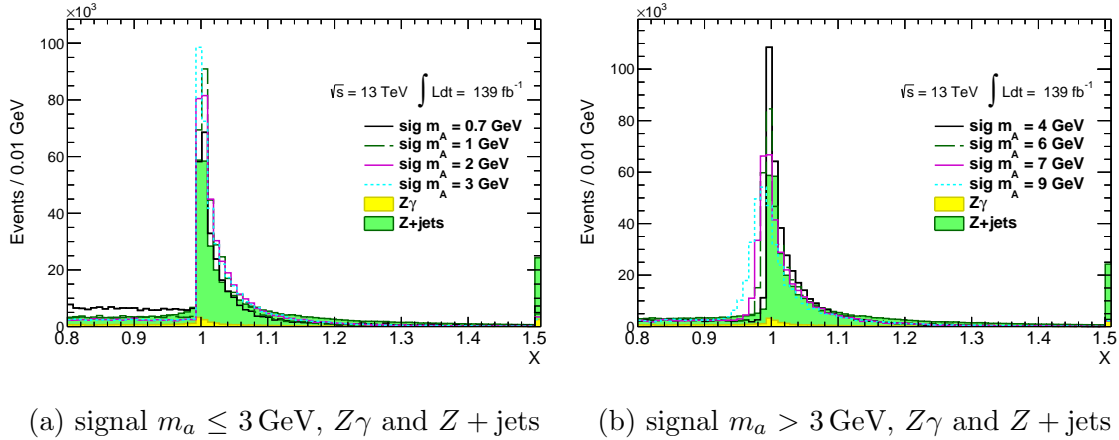 ×10³
Events / 0.01 GeV
100
80
60
40
20
0
√s = 13 TeV ∫ Ldt = 139 fb⁻¹
sig m_A = 0.7 GeV
sig m_A = 1 GeV
sig m_A = 2 GeV
sig m_A = 3 GeV
Zγ
Z+jets
0.8 0.9 1 1.1 1.2 1.3 1.4 1.5
X
×10³
Events / 0.01 GeV
100
80
60
40
20
0
√s = 13 TeV ∫ Ldt = 139 fb⁻¹
sig m_A = 4 GeV
sig m_A = 6 GeV
sig m_A = 7 GeV
sig m_A = 9 GeV
Zγ
Z+jets
0.8 0.9 1 1.1 1.2 1.3 1.4 1.5
X
(a) signal m_a ≤ 3 GeV, Zγ and Z + jets
(b) signal m_a > 3 GeV, Zγ and Z + jets